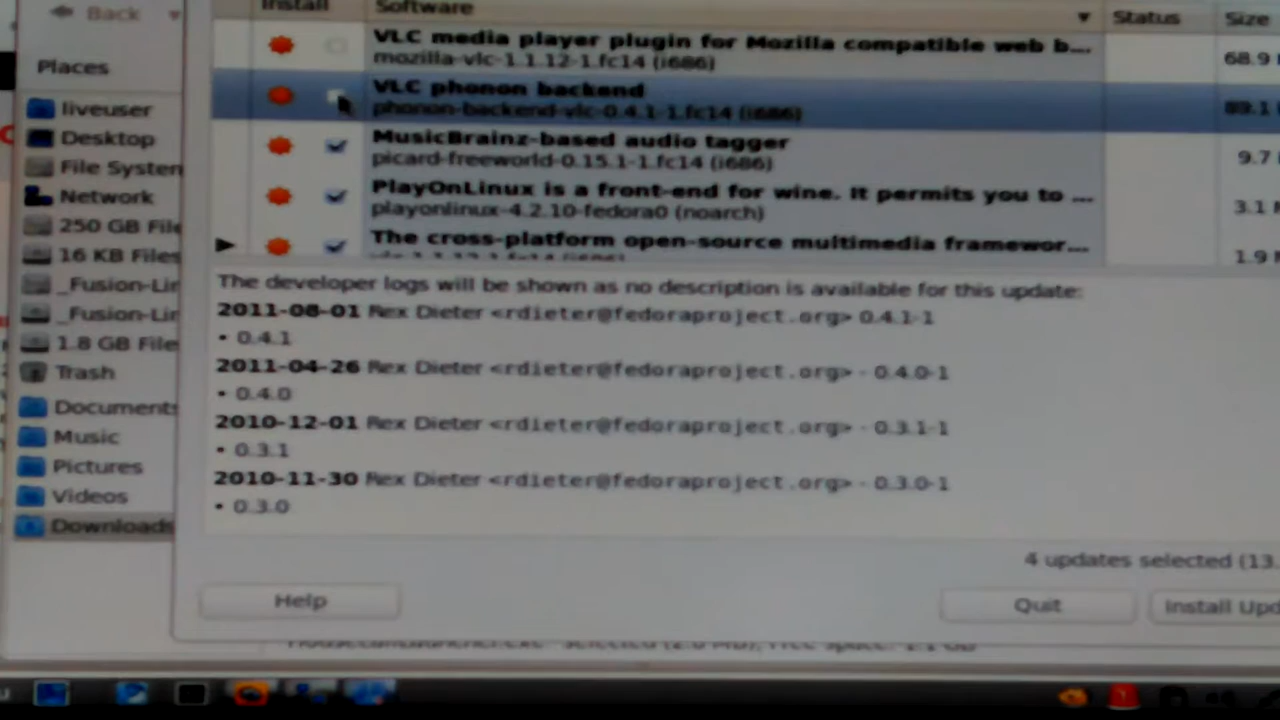 Back
Install
Software
Status
Size
VLC media player plugin for Mozilla compatible web b...
mozilla-vlc-1.1.12-1.fc14 (i686)
68.9
VLC phonon backend
phonon-backend-vlc-0.4.1-1.fc14 (i686)
MusicBrainz-based audio tagger
picard-freeworld-0.15.1-1.fc14 (i686)
9.7
PlayOnLinux is a front-end for wine. It permits you to ...
playonlinux-4.2.10-fedora0 (noarch)
3.1
The cross-platform open-source multimedia framewor...
1.9
Places
liveuser
Desktop
File System
Network
250 GB File
16 KB Files
_Fusion-Lin
_Fusion-Lin
1.8 GB File
Trash
Documents
Music
Pictures
Videos
Downloads
The developer logs will be shown as no description is available for this update:
2011-08-01 Rex Dieter <rdieter@fedoraproject.org> 0.4.1-1
• 0.4.1
2011-04-26 Rex Dieter <rdieter@fedoraproject.org> - 0.4.0-1
• 0.4.0
2010-12-01 Rex Dieter <rdieter@fedoraproject.org> - 0.3.1-1
• 0.3.1
2010-11-30 Rex Dieter <rdieter@fedoraproject.org> - 0.3.0-1
• 0.3.0
4 updates selected (13.
Help
Quit
Install Upd